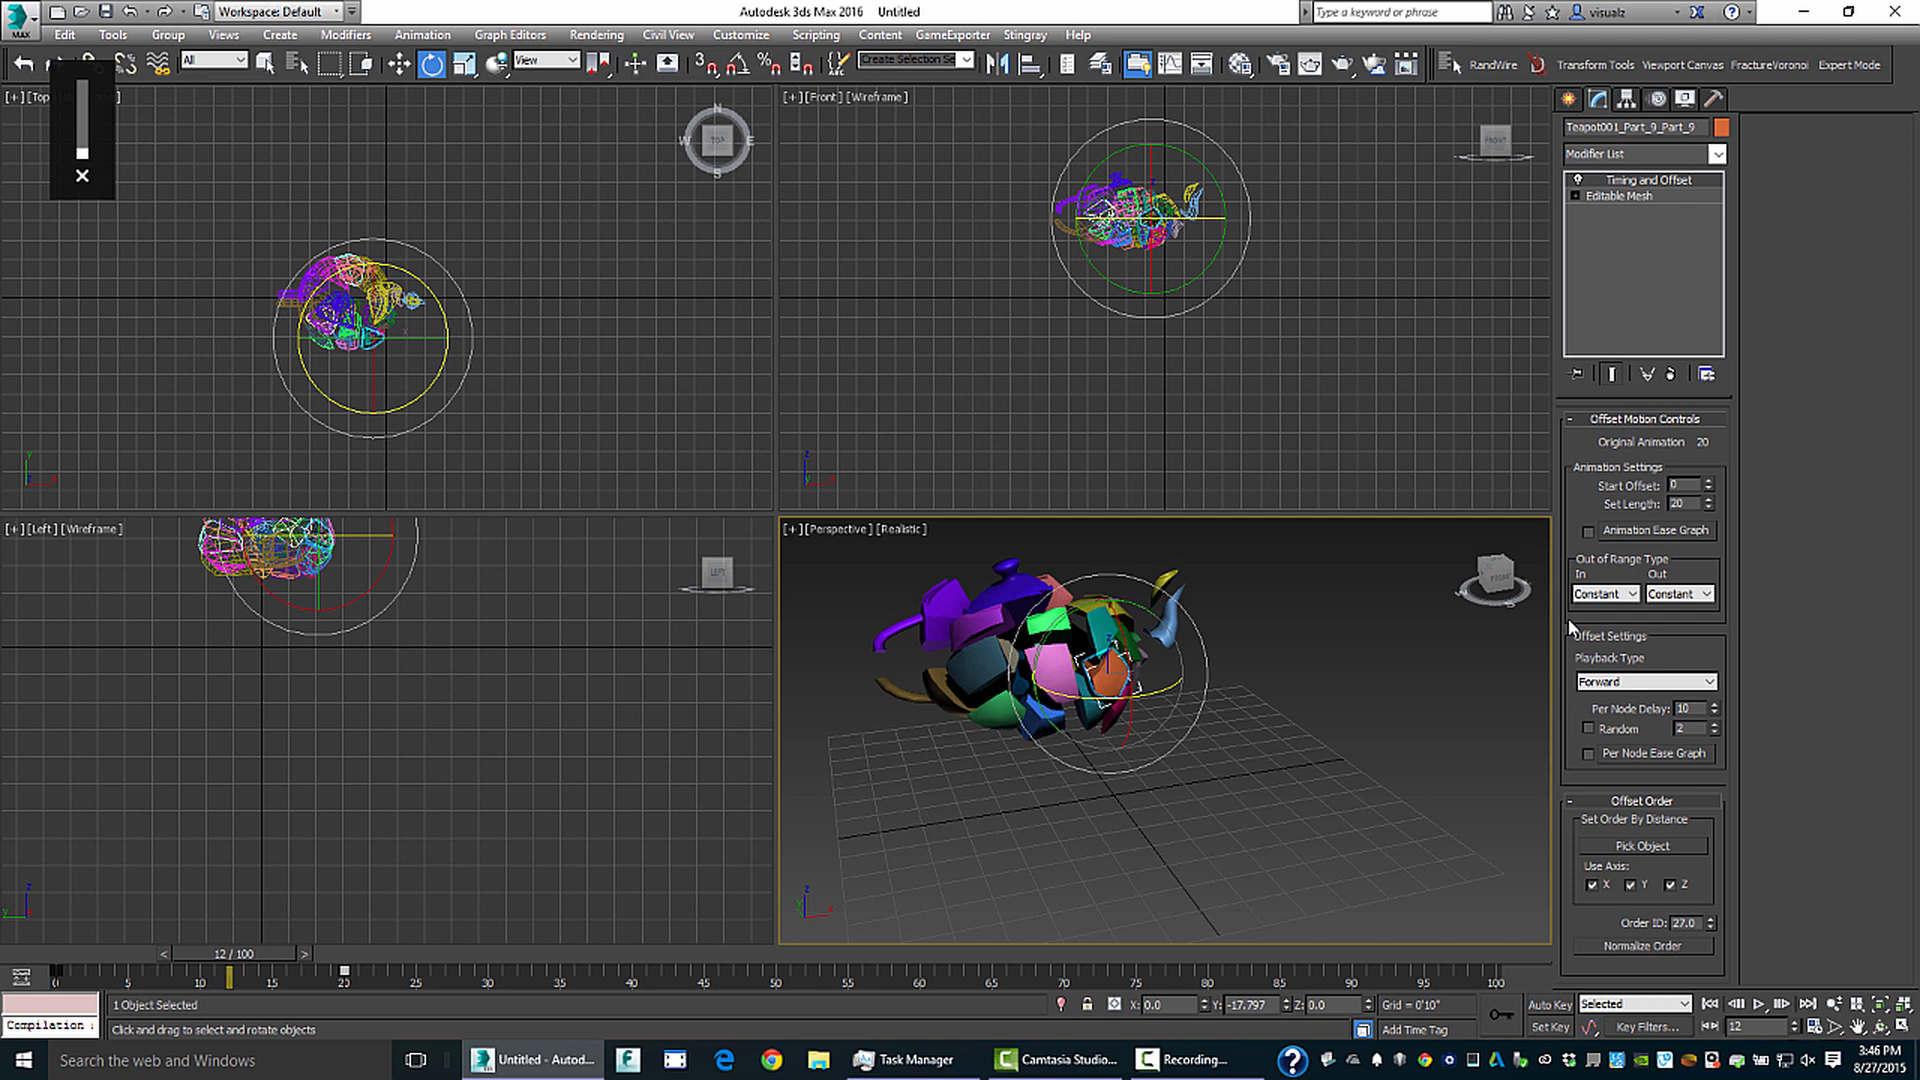 Workspace: Default
Autodesk 3ds Max 2016 Untitled
Type a keyword or phrase
visualz
MAX
Edit Tools Group Views Create Modifiers Animation Graph Editors Rendering Civil View Customize Scripting Content GameExporter Stingray Help
All
View
Create Selection Se
RandWire Transform Tools Viewport Canvas FractureVoronoi Expert Mode
[+] [Top
[+] [Front] [Wireframe]
N
W TOP E
S
FRONT
Teapot001_Part_9_Part_9
Modifier List
Timing and Offset
Editable Mesh
Offset Motion Controls
Original Animation 20
Animation Settings
Start Offset: 0
Set Length: 20
Animation Ease Graph
Out of Range Type
In Out
Constant Constant
Offset Settings
Playback Type
Forward
Per Node Delay: 10
Random 2
Per Node Ease Graph
Offset Order
Set Order By Distance
Pick Object
Use Axis:
X Y Z
Order ID: 27.0
Normalize Order
[+] [Left] [Wireframe]
LEFT
[+] [Perspective] [Realistic]
FRONT
< 12 / 100 >
5 10 15 20 25 30 35 40 45 50 55 60 65 70 75 80 85 90 95 100
1 Object Selected
X: 0.0 Y: -17.797 Z: 0.0
Grid = 0'10"
Auto Key Selected
Compilation
Click and drag to select and rotate objects
Add Time Tag
Set Key Key Filters...
12
Search the web and Windows
Untitled - Autod...
Task Manager
Camtasia Studio...
Recording...
3:46 PM
8/27/2015